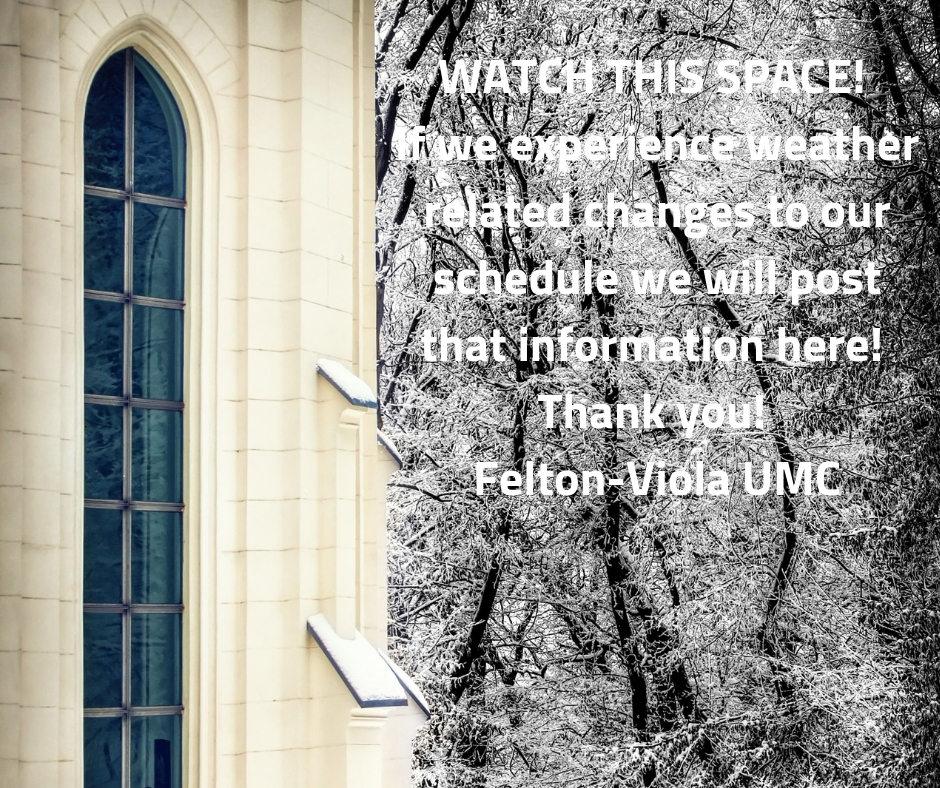 WATCH THIS SPACE!
If we experience weather
related changes to our
schedule we will post
that information here!
Thank you!
Felton-Viola UMC